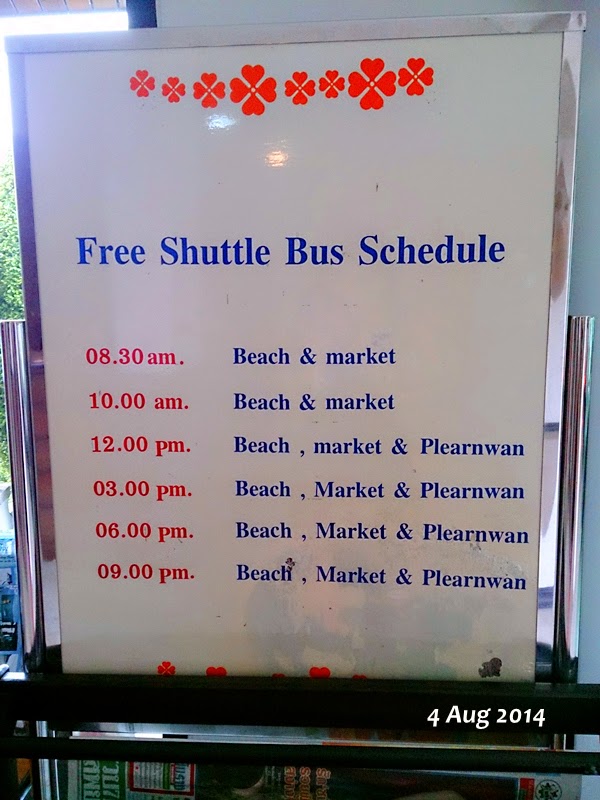 Free Shuttle Bus Schedule
08.30 am. Beach & market
10.00 am. Beach & market
12.00 pm. Beach , market & Plearnwan
03.00 pm. Beach , Market & Plearnwan
06.00 pm. Beach , Market & Plearnwan
09.00 pm. Beach , Market & Plearnwan
4 Aug 2014